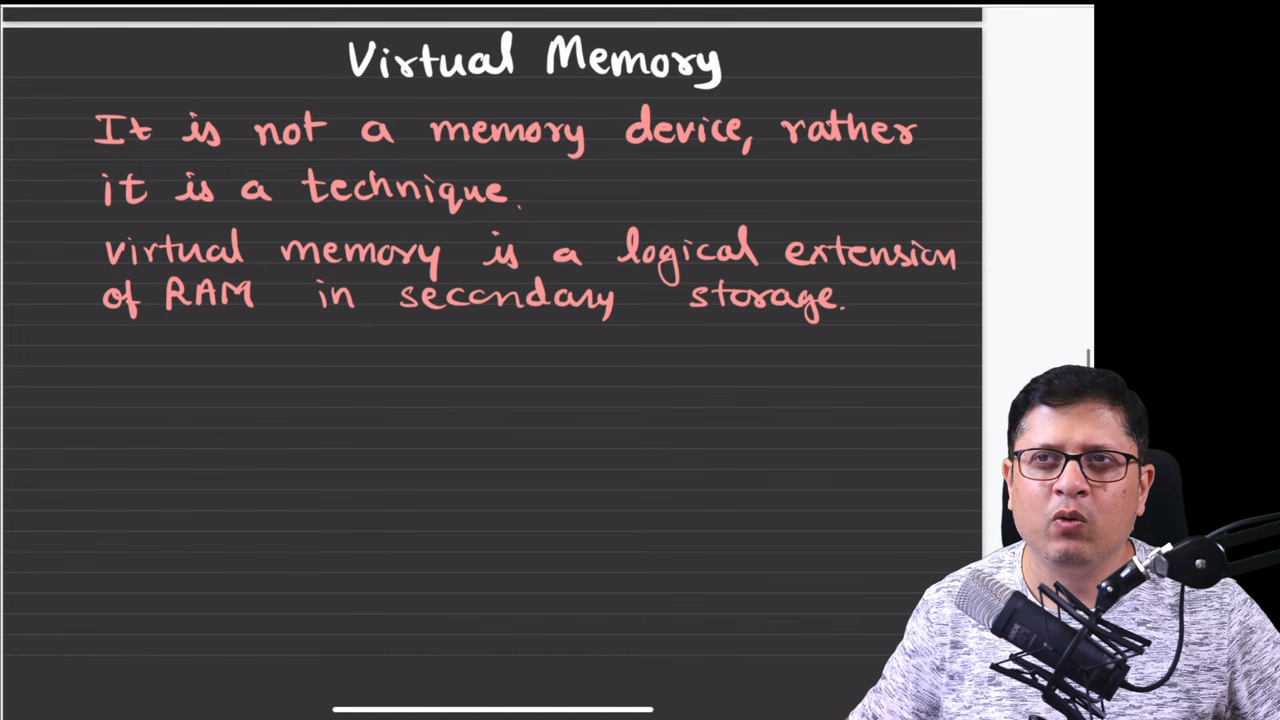 Virtual Memory
It is not a memory device, rather
it is a technique.
virtual memory is a logical extension
of RAM in secondary storage.